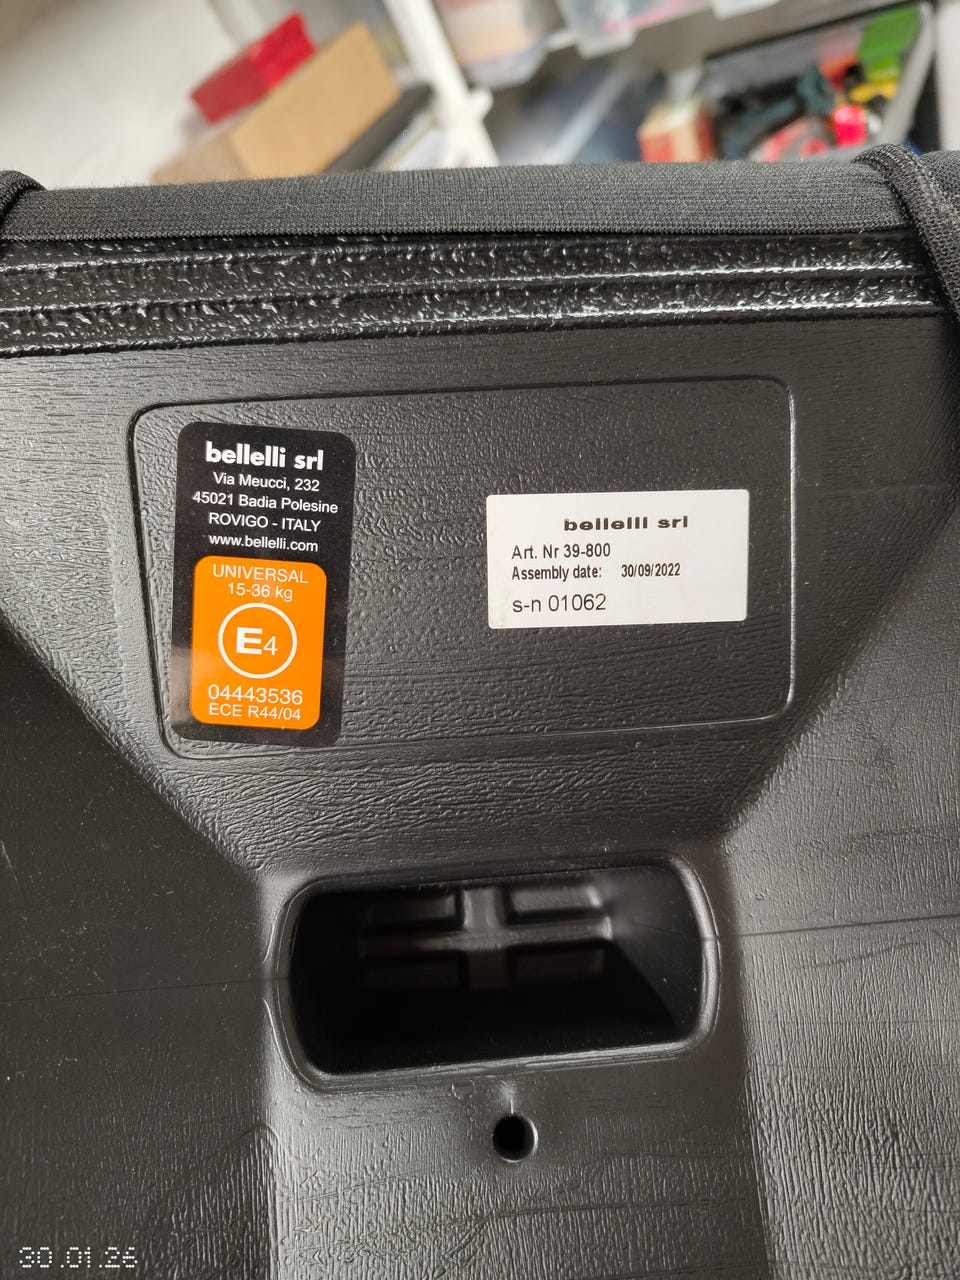 bellelli srl
Via Meucci, 232
45021 Badia Polesine
ROVIGO - ITALY
www.bellelli.com
UNIVERSAL
15-36 kg
E4
04443536
ECE R44/04
bellelli srl
Art. Nr 39-800
Assembly date: 30/09/2022
s-n 01062
30.01.26